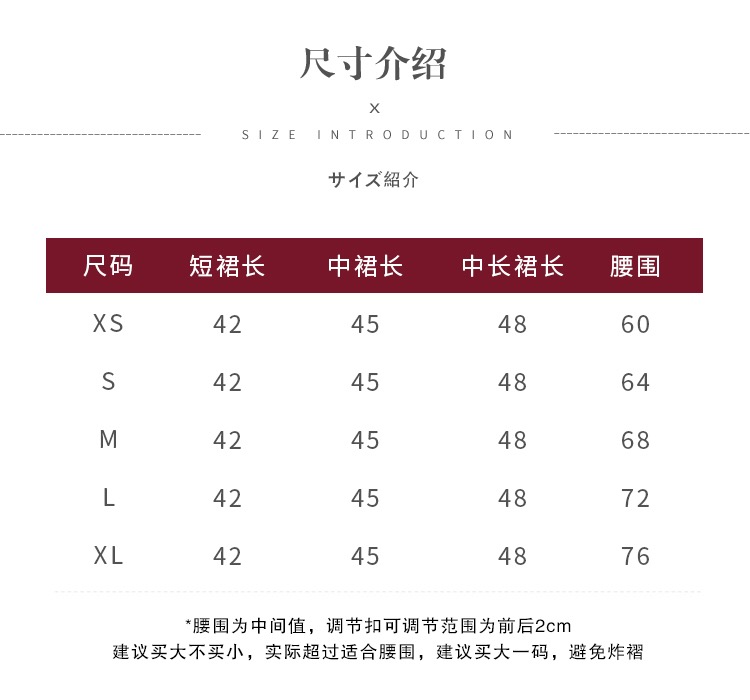 尺寸介绍
x
SIZE INTRODUCTION
サイズ紹介
尺码 短裙长 中裙长 中长裙长 腰围
XS 42 45 48 60
S 42 45 48 64
M 42 45 48 68
L 42 45 48 72
XL 42 45 48 76
*腰围为中间值，调节扣可调节范围为前后2cm
建议买大不买小，实际超过适合腰围，建议买大一码，避免炸褶